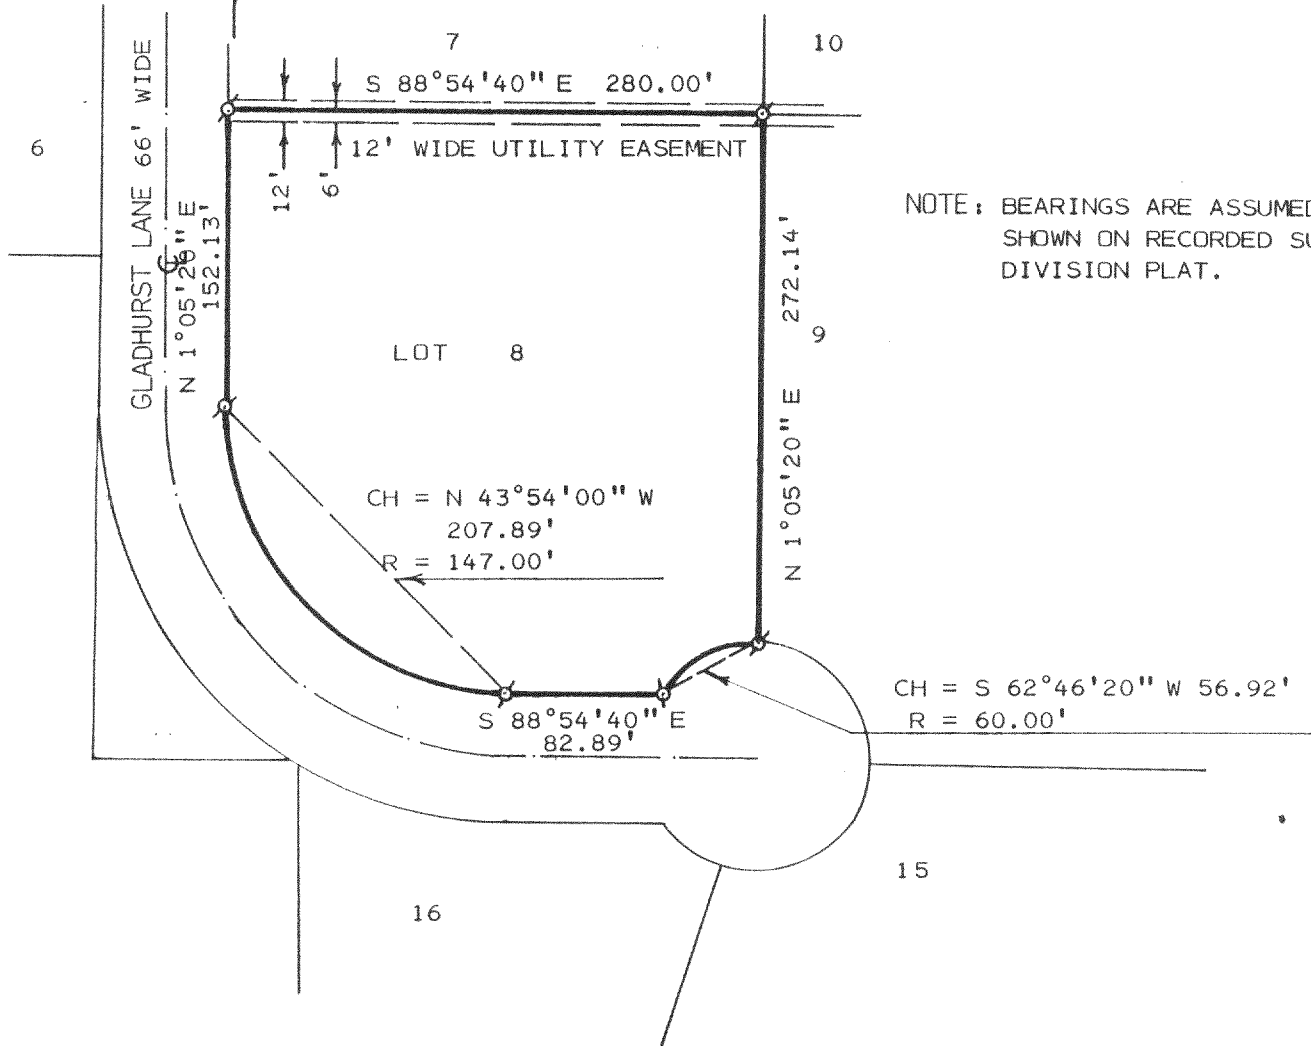 7
10
S 88°54'40" E 280.00'
6
12' WIDE UTILITY EASEMENT
12'
6'
GLADHURST LANE 66' WIDE
N 1°05'20" E
152.13'
NOTE: BEARINGS ARE ASSUMED
SHOWN ON RECORDED SU
DIVISION PLAT.
272.14'
N 1°05'20" E
9
LOT 8
CH = N 43°54'00" W
207.89'
R = 147.00'
CH = S 62°46'20" W 56.92'
R = 60.00'
S 88°54'40" E
82.89'
15
16